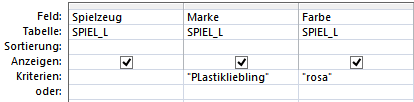 Feld: Spielzeug Marke Farbe
Tabelle: SPIEL_L SPIEL_L SPIEL_L
Sortierung:
Anzeigen:
Kriterien: "PLastikliebling" "rosa"
oder: